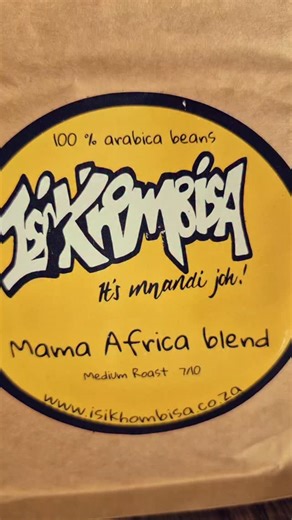 100 % arabica beans
IsiKhombisA
It's mnandi joh!
Mama Africa blend
Medium Roast 7/10
www.isikhombisa.co.za